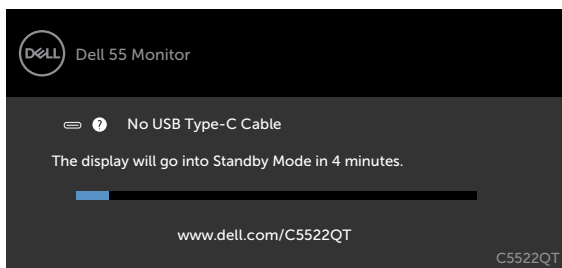 DELL Dell 55 Monitor
? No USB Type-C Cable
The display will go into Standby Mode in 4 minutes.
www.dell.com/C5522QT
C5522QT